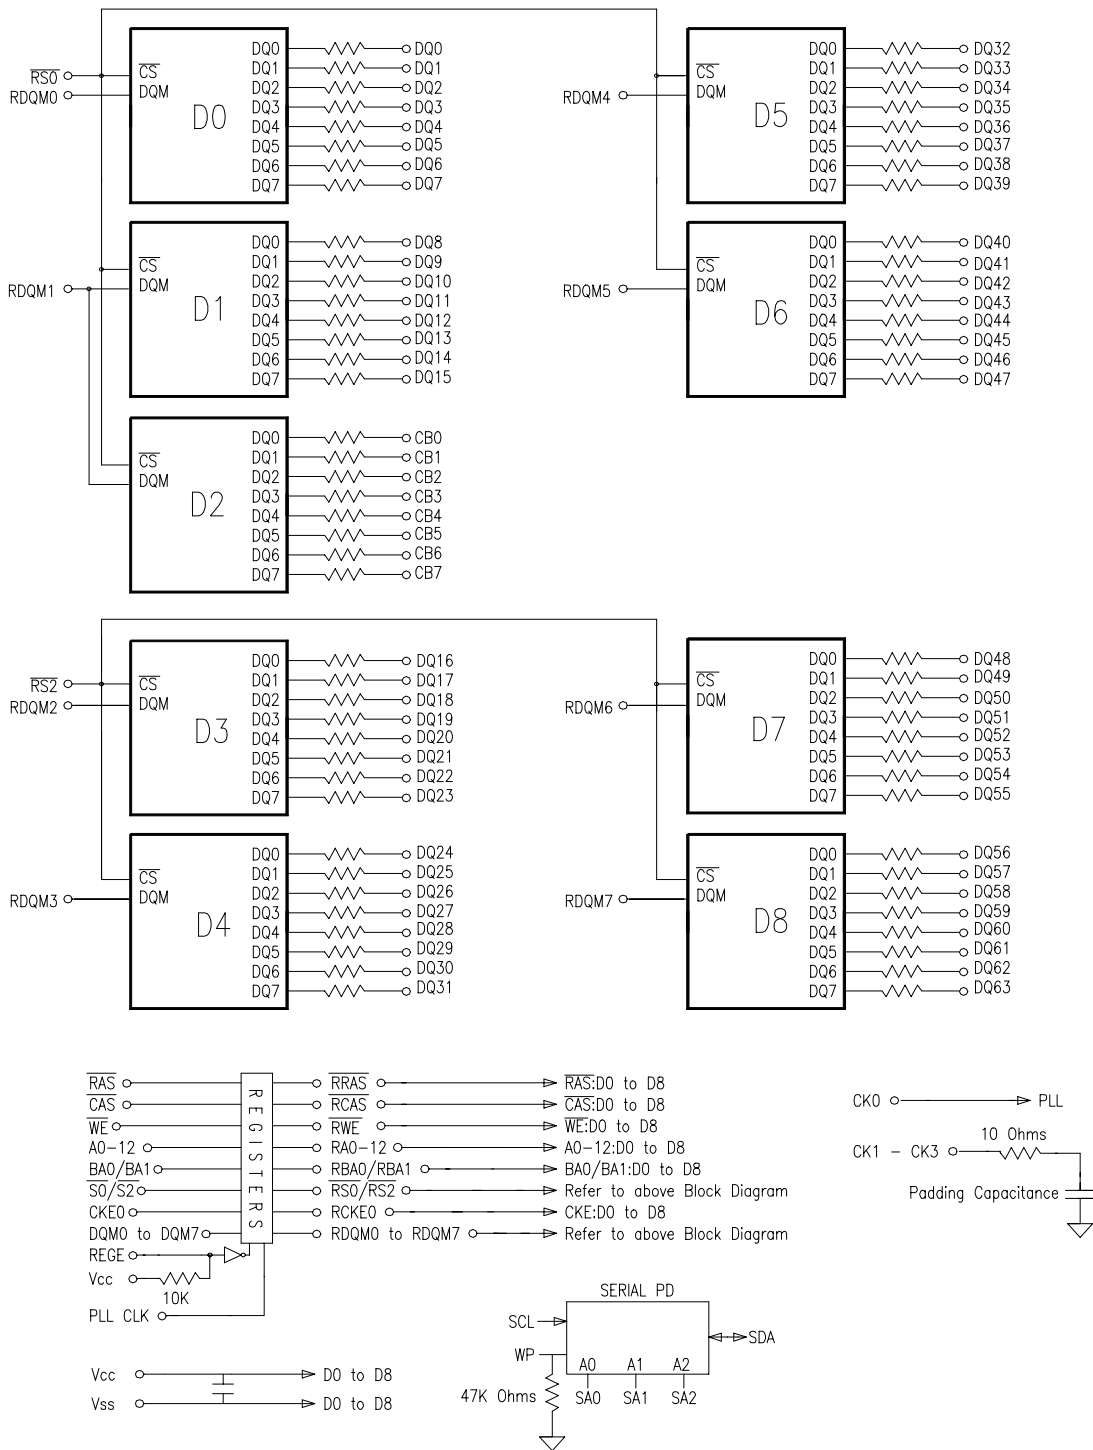 RS0
RDQM0
CS
DQM
D0
DQ0 DQ0
DQ1 DQ1
DQ2 DQ2
DQ3 DQ3
DQ4 DQ4
DQ5 DQ5
DQ6 DQ6
DQ7 DQ7
RDQM4
CS
DQM
D5
DQ0 DQ32
DQ1 DQ33
DQ2 DQ34
DQ3 DQ35
DQ4 DQ36
DQ5 DQ37
DQ6 DQ38
DQ7 DQ39
RDQM1
CS
DQM
D1
DQ0 DQ8
DQ1 DQ9
DQ2 DQ10
DQ3 DQ11
DQ4 DQ12
DQ5 DQ13
DQ6 DQ14
DQ7 DQ15
RDQM5
CS
DQM
D6
DQ0 DQ40
DQ1 DQ41
DQ2 DQ42
DQ3 DQ43
DQ4 DQ44
DQ5 DQ45
DQ6 DQ46
DQ7 DQ47
CS
DQM
D2
DQ0 CB0
DQ1 CB1
DQ2 CB2
DQ3 CB3
DQ4 CB4
DQ5 CB5
DQ6 CB6
DQ7 CB7
RS2
RDQM2
CS
DQM
D3
DQ0 DQ16
DQ1 DQ17
DQ2 DQ18
DQ3 DQ19
DQ4 DQ20
DQ5 DQ21
DQ6 DQ22
DQ7 DQ23
RDQM6
CS
DQM
D7
DQ0 DQ48
DQ1 DQ49
DQ2 DQ50
DQ3 DQ51
DQ4 DQ52
DQ5 DQ53
DQ6 DQ54
DQ7 DQ55
RDQM3
CS
DQM
D4
DQ0 DQ24
DQ1 DQ25
DQ2 DQ26
DQ3 DQ27
DQ4 DQ28
DQ5 DQ29
DQ6 DQ30
DQ7 DQ31
RDQM7
CS
DQM
D8
DQ0 DQ56
DQ1 DQ57
DQ2 DQ58
DQ3 DQ59
DQ4 DQ60
DQ5 DQ61
DQ6 DQ62
DQ7 DQ63
REGISTERS
RAS RRAS RAS:D0 to D8
CAS RCAS CAS:D0 to D8
WE RWE WE:D0 to D8
A0-12 RA0-12 A0-12:D0 to D8
BA0/BA1 RBA0/RBA1 BA0/BA1:D0 to D8
S0/S2 RS0/RS2 Refer to above Block Diagram
CKE0 RCKE0 CKE:D0 to D8
DQM0 to DQM7 RDQM0 to RDQM7 Refer to above Block Diagram
REGE
Vcc
10K
PLL CLK
CK0 PLL
10 Ohms
CK1 - CK3
Padding Capacitance
Vcc D0 to D8
Vss D0 to D8
SERIAL PD
SCL
SDA
WP
A0 A1 A2
47K Ohms
SA0 SA1 SA2